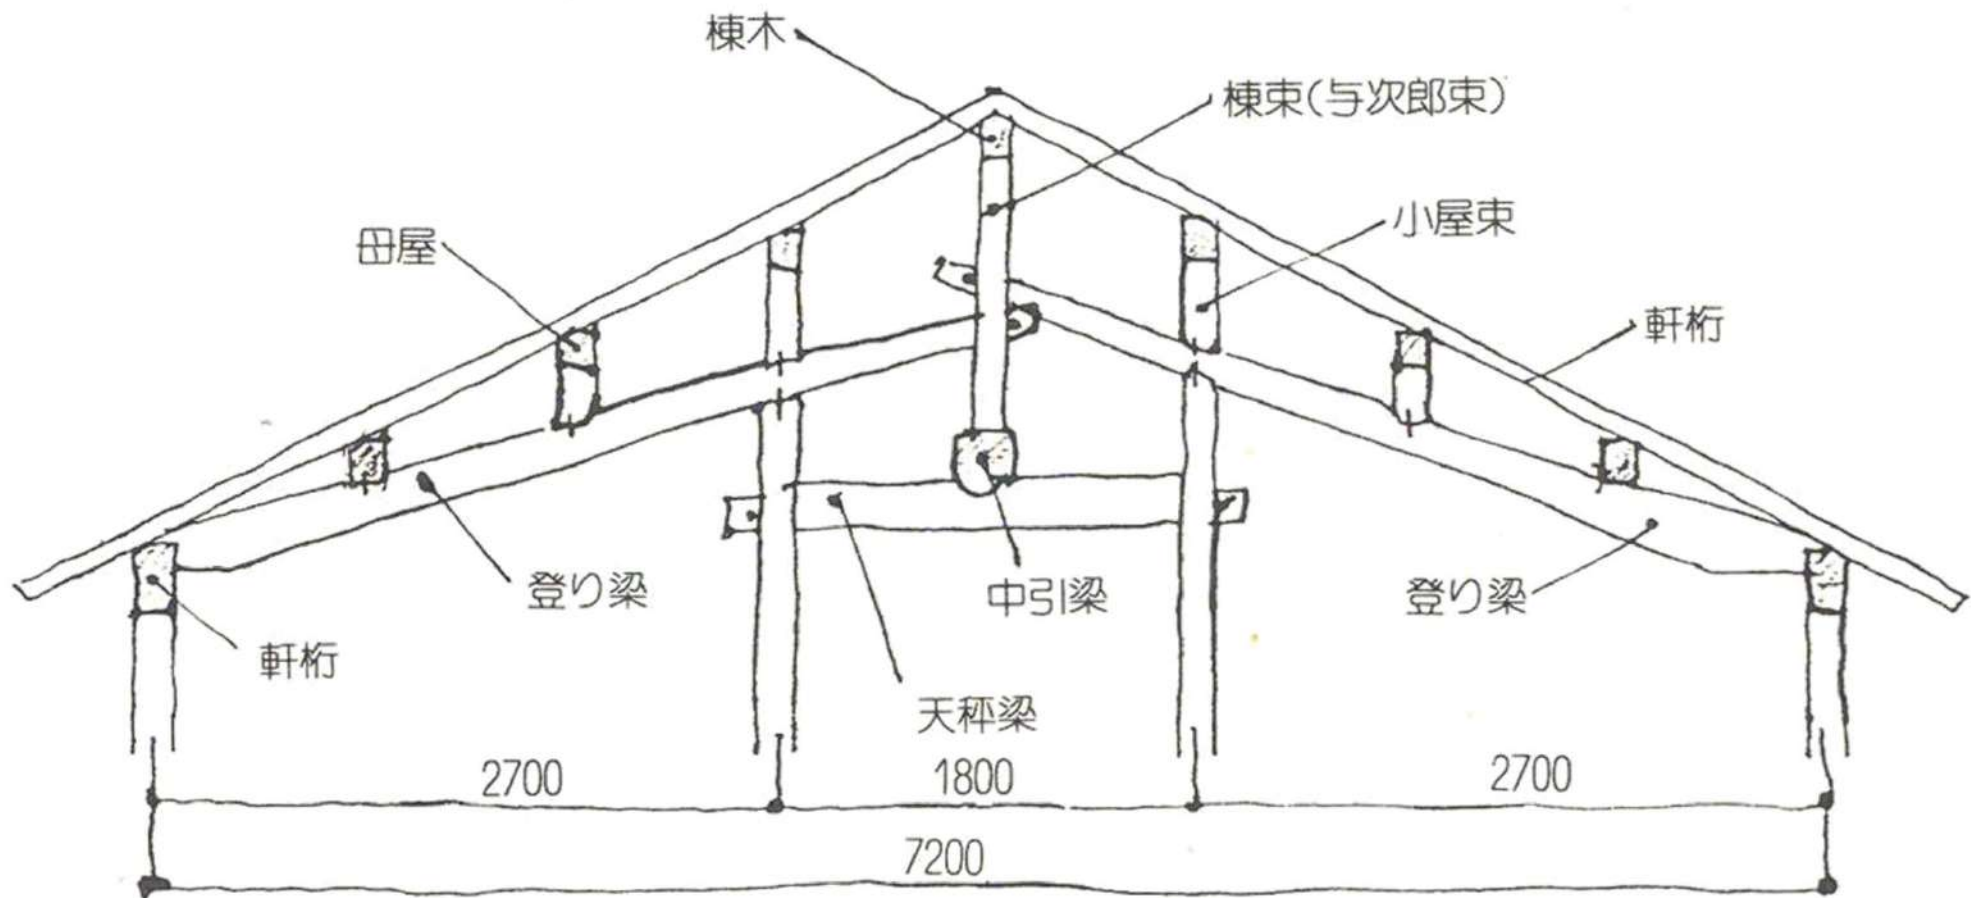 棟木
棟束(与次郎束)
小屋束
母屋
軒桁
登り梁
中引梁
登り梁
軒桁
天秤梁
2700
1800
2700
7200